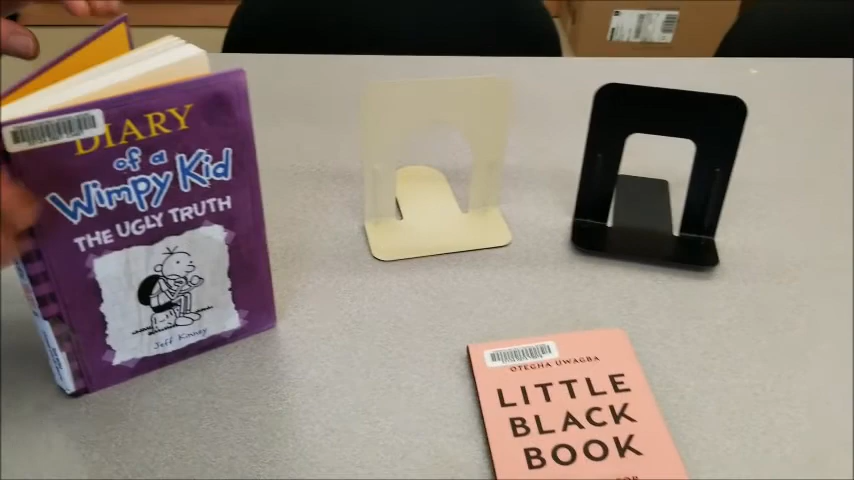 DIARY
of a
Wimpy Kid
THE UGLY TRUTH
Jeff Kinney
OTEGHA UWAGBA
LITTLE
BLACK
BOOK